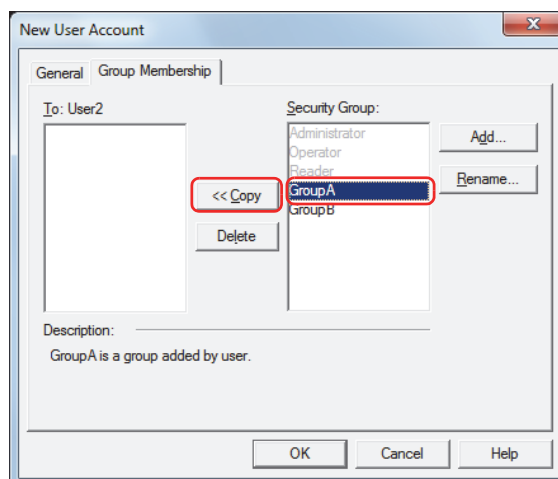 New User Account
General Group Membership
To: User2
Security Group:
Administrator
Operator
Reader
GroupA
GroupB
<< Copy
Delete
Add...
Rename...
Description:
GroupA is a group added by user.
OK Cancel Help